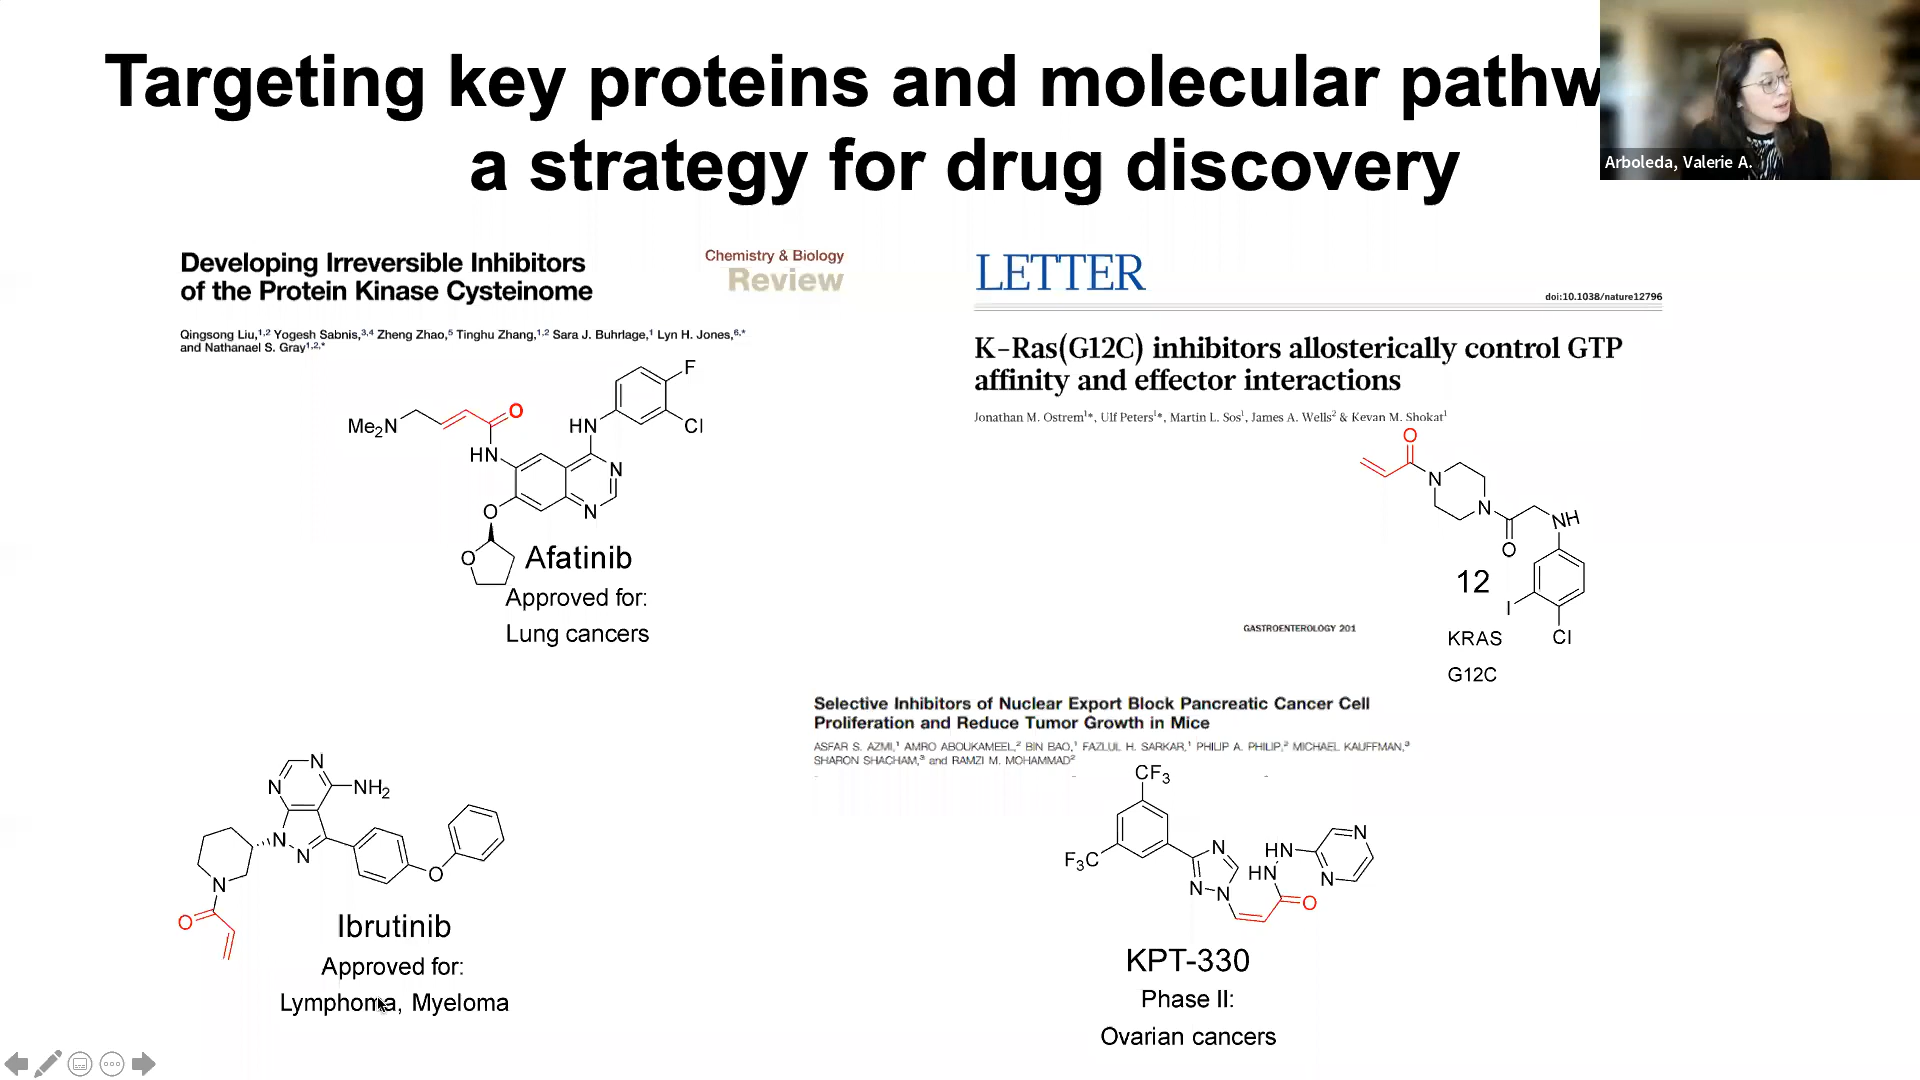 Targeting key proteins and molecular pathw
a strategy for drug discovery
Arboleda, Valerie A.
Developing Irreversible Inhibitors
of the Protein Kinase Cysteinome
Chemistry & Biology
Review
Qingsong Liu,1,2 Yogesh Sabnis,3,4 Zheng Zhao,5 Tinghu Zhang,1,2 Sara J. Buhrlage,1 Lyn H. Jones,6,*
and Nathanael S. Gray1,2,*
LETTER
doi:10.1038/nature12796
K-Ras(G12C) inhibitors allosterically control GTP
affinity and effector interactions
Jonathan M. Ostrem1*, Ulf Peters1*, Martin L. Sos1, James A. Wells2 & Kevan M. Shokat1
F
Cl
HN
O
Me2N
HN
N
N
O
O
Afatinib
Approved for:
Lung cancers
O
N
N
O
NH
I
Cl
12
KRAS
G12C
GASTROENTEROLOGY 201
Selective Inhibitors of Nuclear Export Block Pancreatic Cancer Cell
Proliferation and Reduce Tumor Growth in Mice
ASFAR S. AZMI,1 AMRO ABOUKAMEEL,2 BIN BAO,1 FAZLUL H. SARKAR,1 PHILIP A. PHILIP,2 MICHAEL KAUFFMAN,3
SHARON SHACHAM,3 and RAMZI M. MOHAMMAD2
N
N
NH2
N
N
N
O
O
Ibrutinib
Approved for:
Lymphoma, Myeloma
CF3
F3C
N
N
N
HN
HN
N
N
O
KPT-330
Phase II:
Ovarian cancers